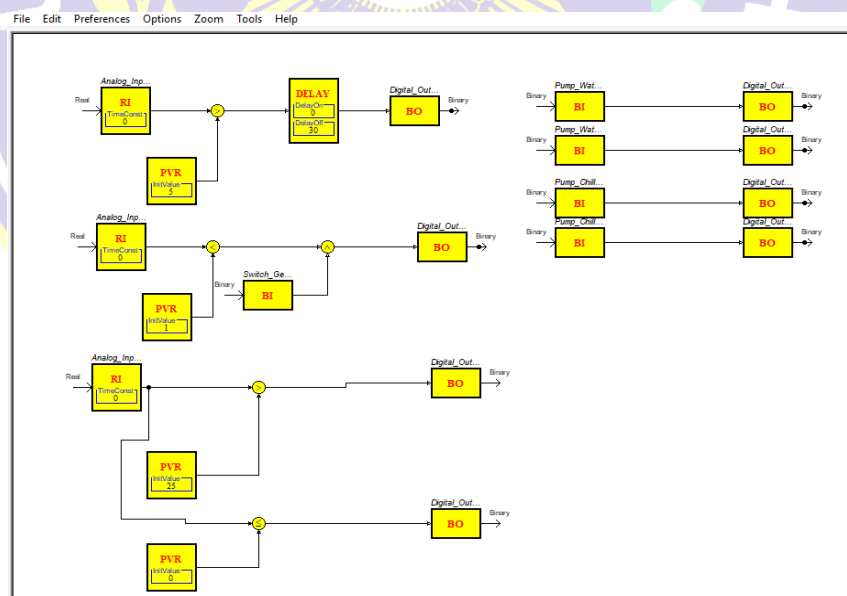 File Edit Preferences Options Zoom Tools Help
Analog_Inp...
Real
RI
TimeConst
0
>
DELAY
DelayOn
0
DelayOff
30
Digital_Out...
BO
Binary
PVR
InitValue
5
Analog_Inp...
Real
RI
TimeConst
0
<
^
Digital_Out...
BO
Binary
Switch_Ge...
Binary
BI
PVR
InitValue
1
Analog_Inp...
Real
RI
TimeConst
0
>
Digital_Out...
BO
Binary
PVR
InitValue
25
≤
Digital_Out...
BO
Binary
PVR
InitValue
0
Pump_Wat...
Binary
BI
Digital_Out...
BO
Binary
Pump_Wat...
Binary
BI
Digital_Out...
BO
Binary
Pump_Chill...
Binary
BI
Digital_Out...
BO
Binary
Pump_Chill...
Binary
BI
Digital_Out...
BO
Binary